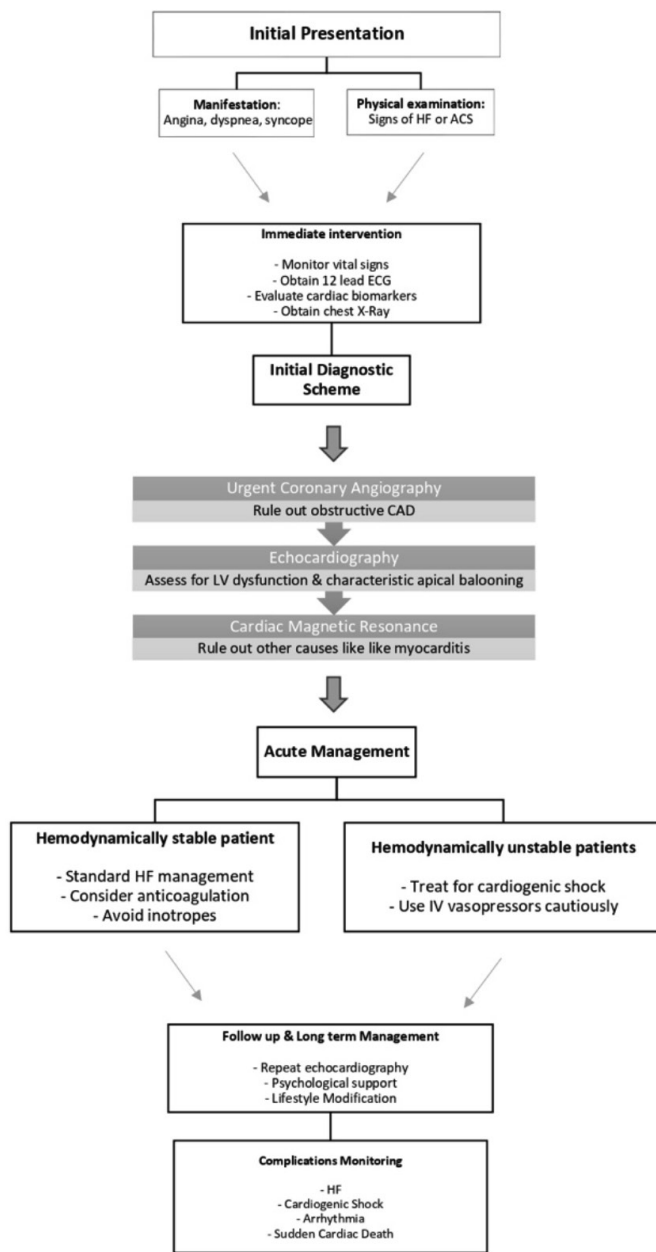 Initial Presentation
Manifestation:
Angina, dyspnea, syncope
Physical examination:
Signs of HF or ACS
Immediate intervention
- Monitor vital signs
- Obtain 12 lead ECG
- Evaluate cardiac biomarkers
- Obtain chest X-Ray
Initial Diagnostic
Scheme
Urgent Coronary Angiography
Rule out obstructive CAD
Echocardiography
Assess for LV dysfunction & characteristic apical balooning
Cardiac Magnetic Resonance
Rule out other causes like like myocarditis
Acute Management
Hemodynamically stable patient
- Standard HF management
- Consider anticoagulation
- Avoid inotropes
Hemodynamically unstable patients
- Treat for cardiogenic shock
- Use IV vasopressors cautiously
Follow up & Long term Management
- Repeat echocardiography
- Psychological support
- Lifestyle Modification
Complications Monitoring
- HF
- Cardiogenic Shock
- Arrhythmia
- Sudden Cardiac Death